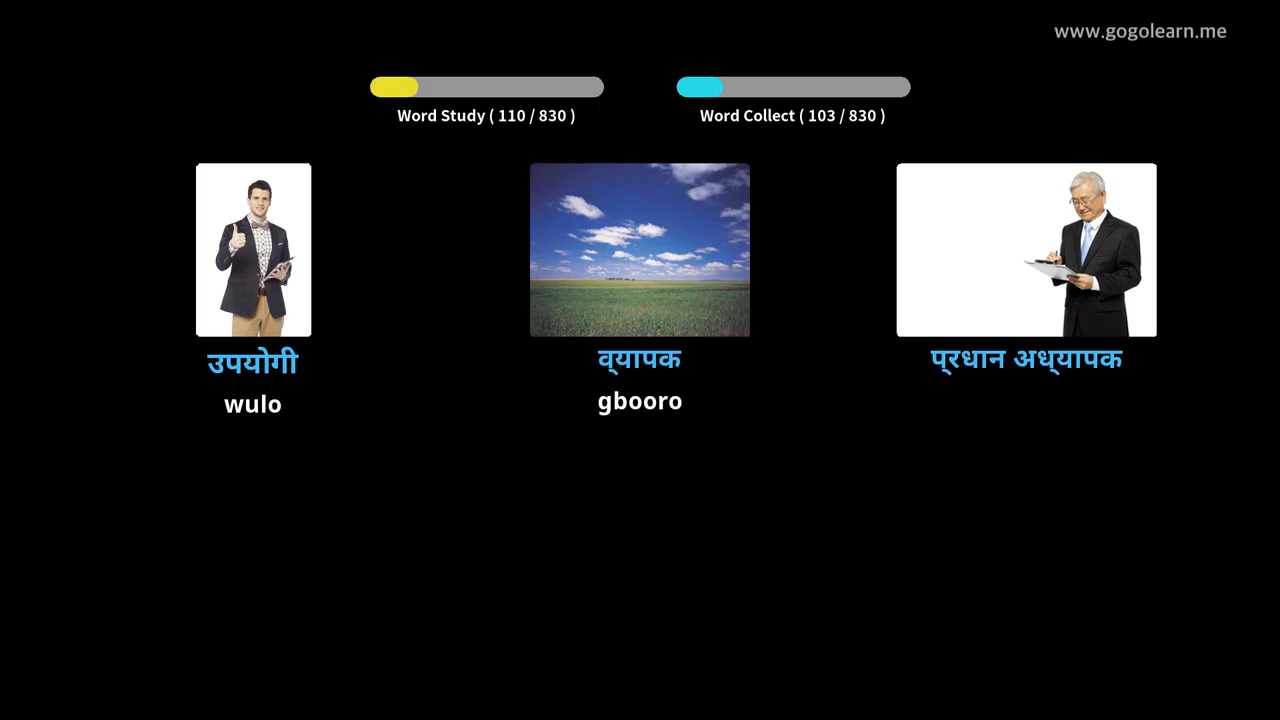 www.gogolearn.me
Word Study ( 110 / 830 )
Word Collect ( 103 / 830 )
उपयोगी
व्यापक
प्रधान अध्यापक
wulo
gbooro